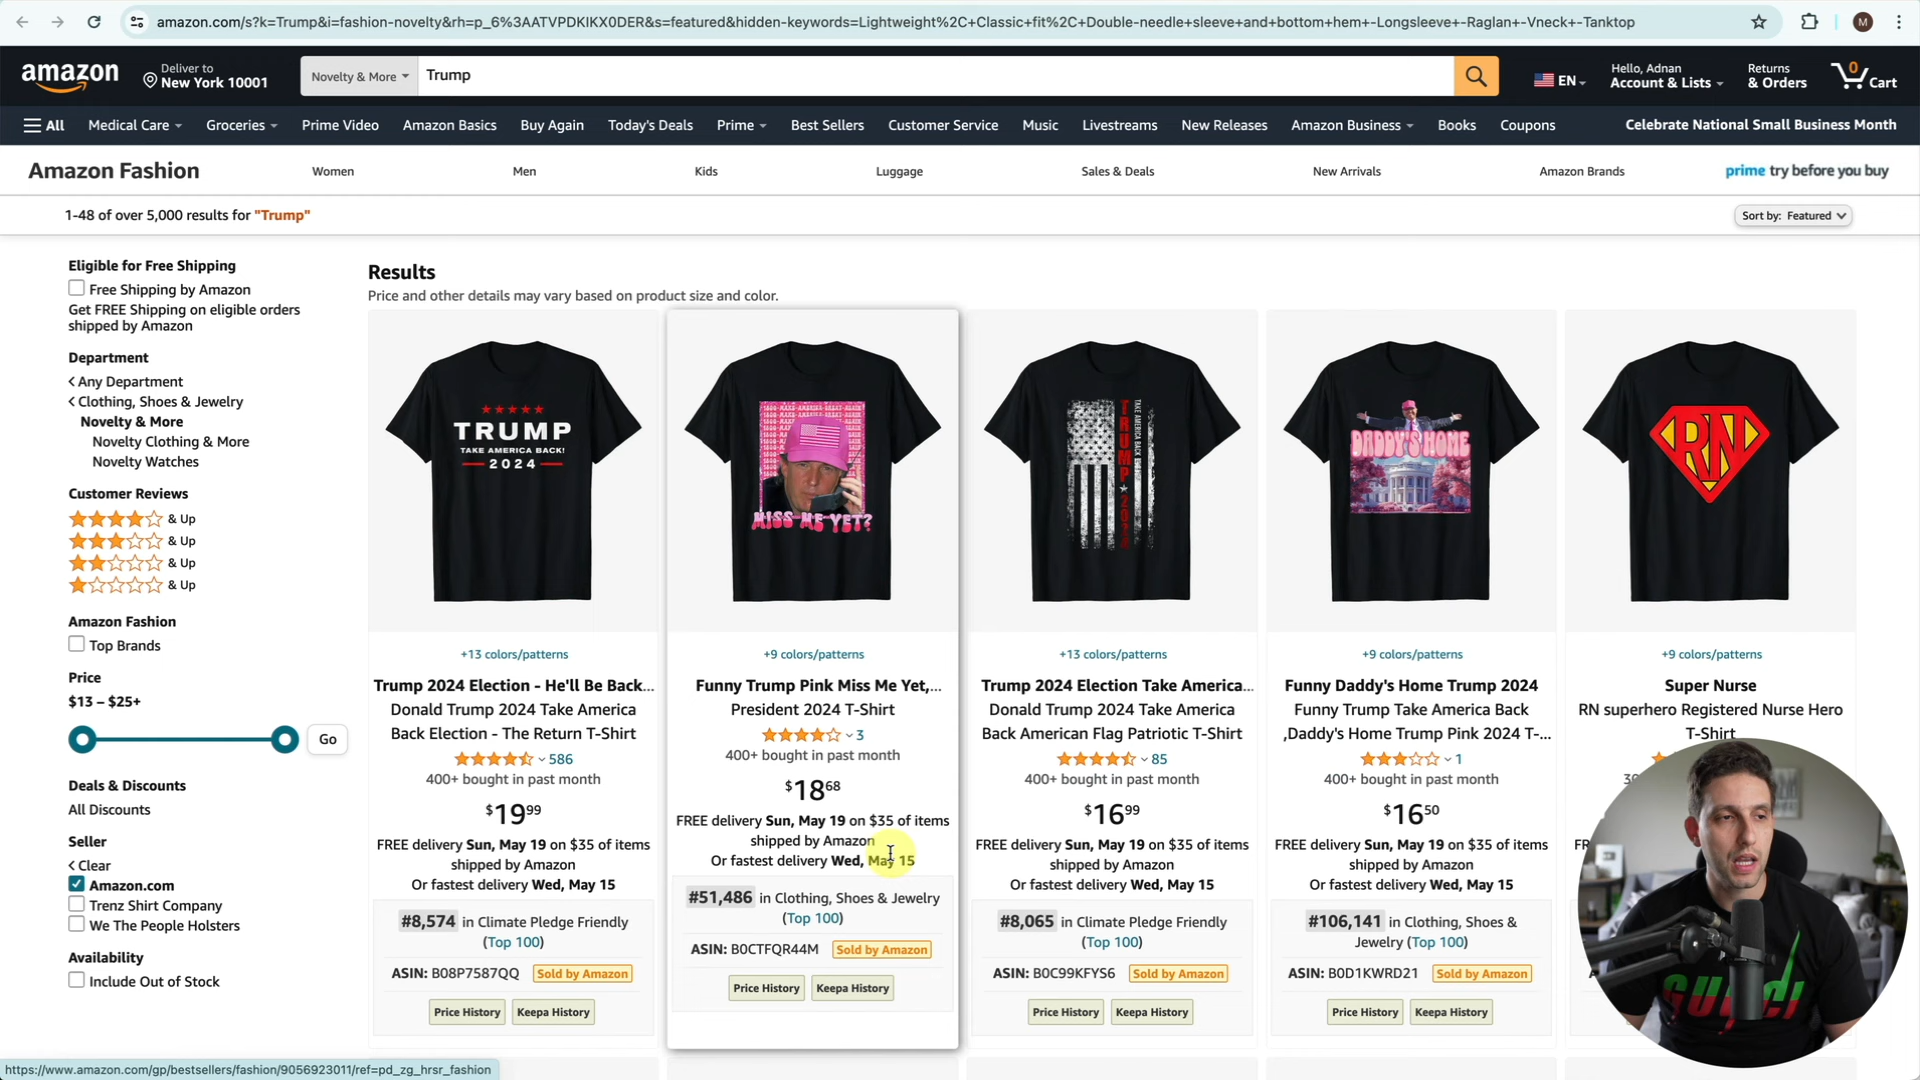 amazon.com/s?k=Trump&i=fashion-novelty&rh=p_6%3AATVPDKIKX0DER&s=featured&hidden-keywords=Lightweight%2C+Classic+fit%2C+Double-needle+sleeve+and+bottom+hem+-Longsleeve+-Raglan+-Vneck+-Tanktop
M
amazon
Deliver to
New York 10001
Novelty & More
Trump
EN
Hello, Adnan
Account & Lists
Returns
& Orders
0
Cart
All
Medical Care
Groceries
Prime Video
Amazon Basics
Buy Again
Today's Deals
Prime
Best Sellers
Customer Service
Music
Livestreams
New Releases
Amazon Business
Books
Coupons
Celebrate National Small Business Month
Amazon Fashion
Women
Men
Kids
Luggage
Sales & Deals
New Arrivals
Amazon Brands
prime try before you buy
1-48 of over 5,000 results for "Trump"
Sort by: Featured
Eligible for Free Shipping
Free Shipping by Amazon
Get FREE Shipping on eligible orders
shipped by Amazon
Department
Any Department
Clothing, Shoes & Jewelry
Novelty & More
Novelty Clothing & More
Novelty Watches
Customer Reviews
& Up
& Up
& Up
& Up
Amazon Fashion
Top Brands
Price
$13 – $25+
Go
Deals & Discounts
All Discounts
Seller
Clear
Amazon.com
Trenz Shirt Company
We The People Holsters
Availability
Include Out of Stock
Results
Price and other details may vary based on product size and color.
TRUMP
TAKE AMERICA BACK!
2024
+13 colors/patterns
Trump 2024 Election - He'll Be Back...
Donald Trump 2024 Take America
Back Election - The Return T-Shirt
586
400+ bought in past month
$19 99
FREE delivery Sun, May 19 on $35 of items
shipped by Amazon
Or fastest delivery Wed, May 15
#8,574 in Climate Pledge Friendly
(Top 100)
ASIN: B08P7587QQ
Sold by Amazon
Price History
Keepa History
MISS ME YET?
+9 colors/patterns
Funny Trump Pink Miss Me Yet,...
President 2024 T-Shirt
3
400+ bought in past month
$18 68
FREE delivery Sun, May 19 on $35 of items
shipped by Amazon
Or fastest delivery Wed, May 15
#51,486 in Clothing, Shoes & Jewelry
(Top 100)
ASIN: B0CTFQR44M
Sold by Amazon
Price History
Keepa History
TRUMP 2024
TAKE AMERICA BACK
+13 colors/patterns
Trump 2024 Election Take America...
Donald Trump 2024 Take America
Back American Flag Patriotic T-Shirt
85
400+ bought in past month
$16 99
FREE delivery Sun, May 19 on $35 of items
shipped by Amazon
Or fastest delivery Wed, May 15
#8,065 in Climate Pledge Friendly
(Top 100)
ASIN: B0C99KFYS6
Sold by Amazon
Price History
Keepa History
DADDY'S HOME
+9 colors/patterns
Funny Daddy's Home Trump 2024
Funny Trump Take America Back
,Daddy's Home Trump Pink 2024 T-...
1
400+ bought in past month
$16 50
FREE delivery Sun, May 19 on $35 of items
shipped by Amazon
Or fastest delivery Wed, May 15
#106,141 in Clothing, Shoes &
Jewelry (Top 100)
ASIN: B0D1KWRD21
Sold by Amazon
Price History
Keepa History
RN
+9 colors/patterns
Super Nurse
RN superhero Registered Nurse Hero
T-Shirt
https://www.amazon.com/gp/bestsellers/fashion/9056923011/ref=pd_zg_hrsr_fashion